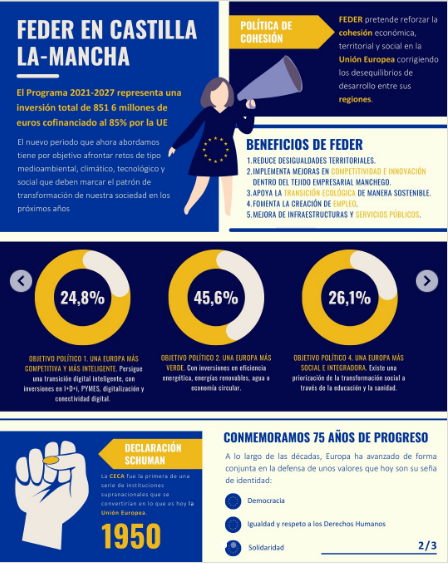 FEDER EN CASTILLA
LA-MANCHA
El Programa 2021-2027 representa una
inversión total de 851 6 millones de
euros cofinanciado al 85% por la UE
El nuevo periodo que ahora abordamos
tiene por objetivo afrontar retos de tipo
medioambiental, climático, tecnológico y
social que deben marcar el patrón de
transformación de nuestra sociedad en los
próximos años
POLÍTICA DE
COHESIÓN
FEDER pretende reforzar la
cohesión económica,
territorial y social en la
Unión Europea corrigiendo
los desequilibrios de
desarrollo entre sus
regiones.
BENEFICIOS DE FEDER
1.REDUCE DESIGUALDADES TERRITORIALES.
2.IMPLEMENTA MEJORAS EN COMPETITIVIDAD E INNOVACIÓN
DENTRO DEL TEJIDO EMPRESARIAL MANCHEGO.
3.APOYA LA TRANSICIÓN ECOLÓGICA DE MANERA SOSTENIBLE.
4.FOMENTA LA CREACIÓN DE EMPLEO.
5.MEJORA DE INFRAESTRUCTURAS Y SERVICIOS PÚBLICOS.
24,8%
OBJETIVO POLÍTICO 1. UNA EUROPA MÁS
COMPETITIVA Y MÁS INTELIGENTE. Persigue
una transición digital inteligente, con
inversiones en I+D+i, PYMES, digitalización y
conectividad digital.
45,6%
OBJETIVO POLÍTICO 2. UNA EUROPA MÁS
VERDE. Con inversiones en eficiencia
energética, energías renovables, agua o
economía circular.
26,1%
OBJETIVO POLÍTICO 4. UNA EUROPA MÁS
SOCIAL E INTEGRADORA. Existe una
priorización de la transformación social a
través de la educación y la sanidad.
DECLARACIÓN
SCHUMAN
La CECA fue la primera de una
serie de instituciones
supranacionales que se
convertirían en lo que es hoy la
Unión Europea.
1950
CONMEMORAMOS 75 AÑOS DE PROGRESO
A lo largo de las décadas, Europa ha avanzado de forma
conjunta en la defensa de unos valores que hoy son su seña
de identidad:
Democracia
Igualdad y respeto a los Derechos Humanos
Solidaridad
2/3